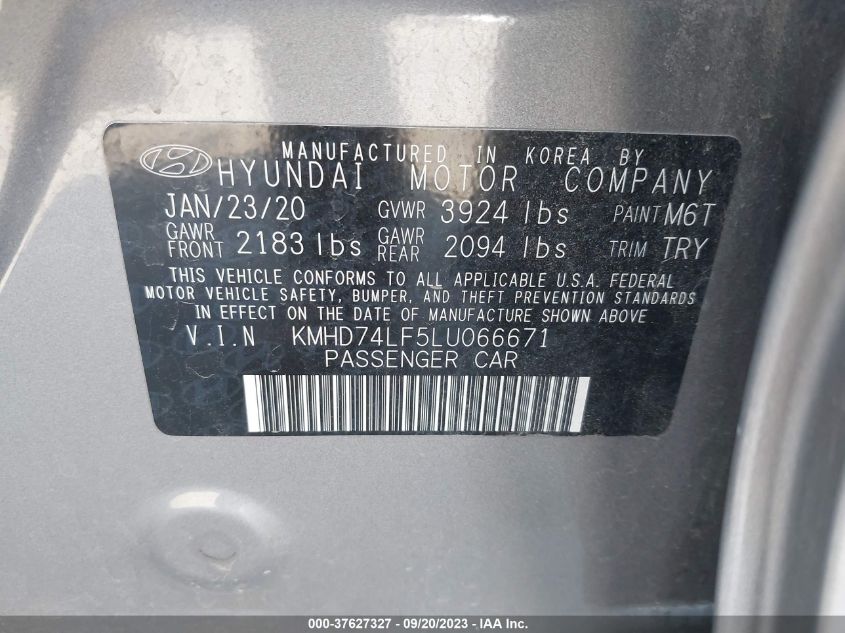 MANUFACTURED IN KOREA BY
HYUNDAI MOTOR COMPANY
JAN/23/20 GVWR 3924 lbs PAINT M6T
GAWR FRONT 2183 lbs GAWR REAR 2094 lbs TRIM TRY
THIS VEHICLE CONFORMS TO ALL APPLICABLE U.S.A. FEDERAL
MOTOR VEHICLE SAFETY, BUMPER, AND THEFT PREVENTION STANDARDS
IN EFFECT ON THE DATE OF MANUFACTURE SHOWN ABOVE.
V.I.N KMHD74LF5LU066671
PASSENGER CAR
000-37627327 - 09/20/2023 - IAA Inc.